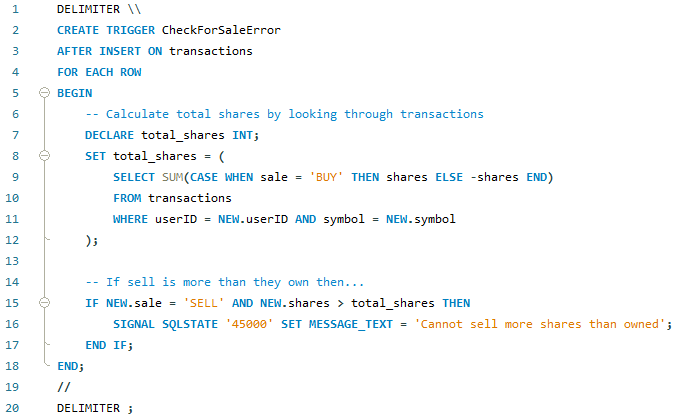 1 DELIMITER \\
2 CREATE TRIGGER CheckForSaleError
3 AFTER INSERT ON transactions
4 FOR EACH ROW
5 BEGIN
6 -- Calculate total shares by looking through transactions
7 DECLARE total_shares INT;
8 SET total_shares = (
9 SELECT SUM(CASE WHEN sale = 'BUY' THEN shares ELSE -shares END)
10 FROM transactions
11 WHERE userID = NEW.userID AND symbol = NEW.symbol
12 );
13
14 -- If sell is more than they own then...
15 IF NEW.sale = 'SELL' AND NEW.shares > total_shares THEN
16 SIGNAL SQLSTATE '45000' SET MESSAGE_TEXT = 'Cannot sell more shares than owned';
17 END IF;
18 END;
19 //
20 DELIMITER ;